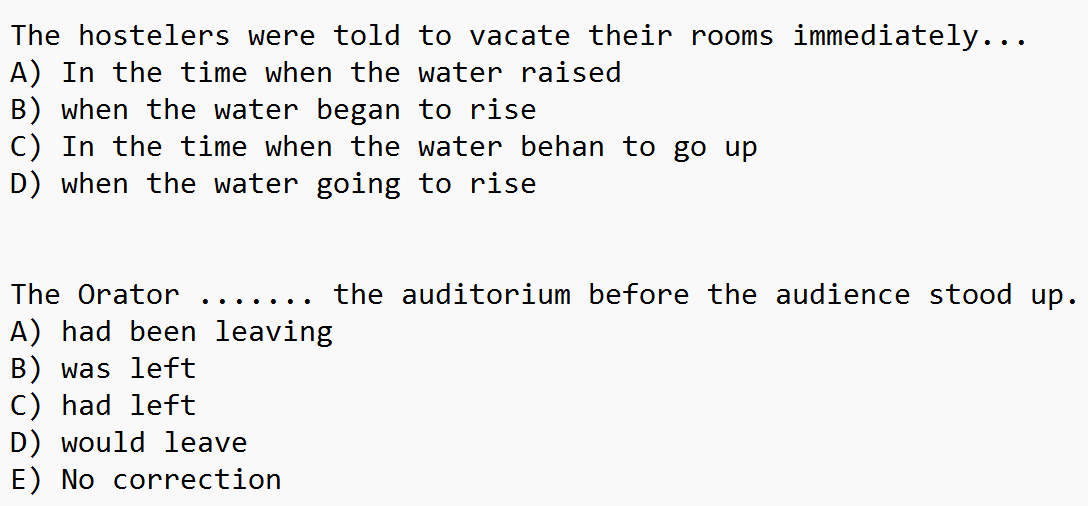 The hostelers were told to vacate their rooms immediately...
A) In the time when the water raised
B) when the water began to rise
C) In the time when the water behan to go up
D) when the water going to rise
The Orator ....... the auditorium before the audience stood up.
A) had been leaving
B) was left
C) had left
D) would leave
E) No correction